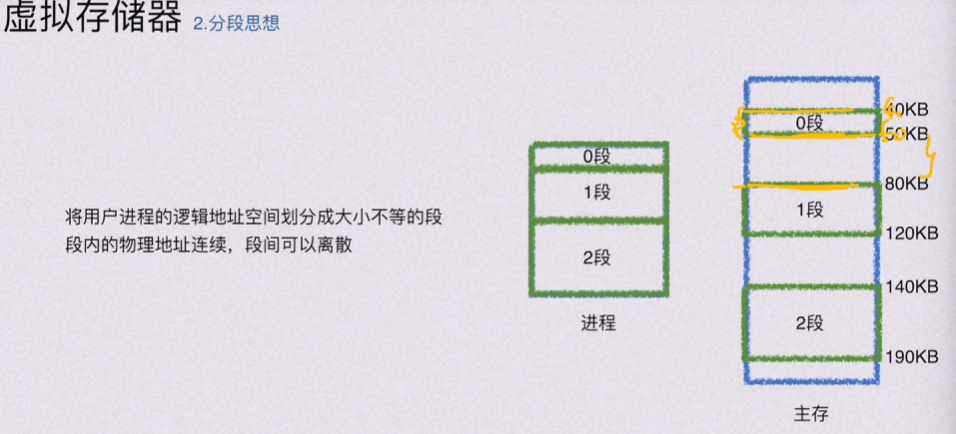 虚拟存储器 2.分段思想
将用户进程的逻辑地址空间划分成大小不等的段
段内的物理地址连续，段间可以离散
0段
1段
2段
进程
40KB
0段
50KB
80KB
1段
120KB
140KB
2段
190KB
主存